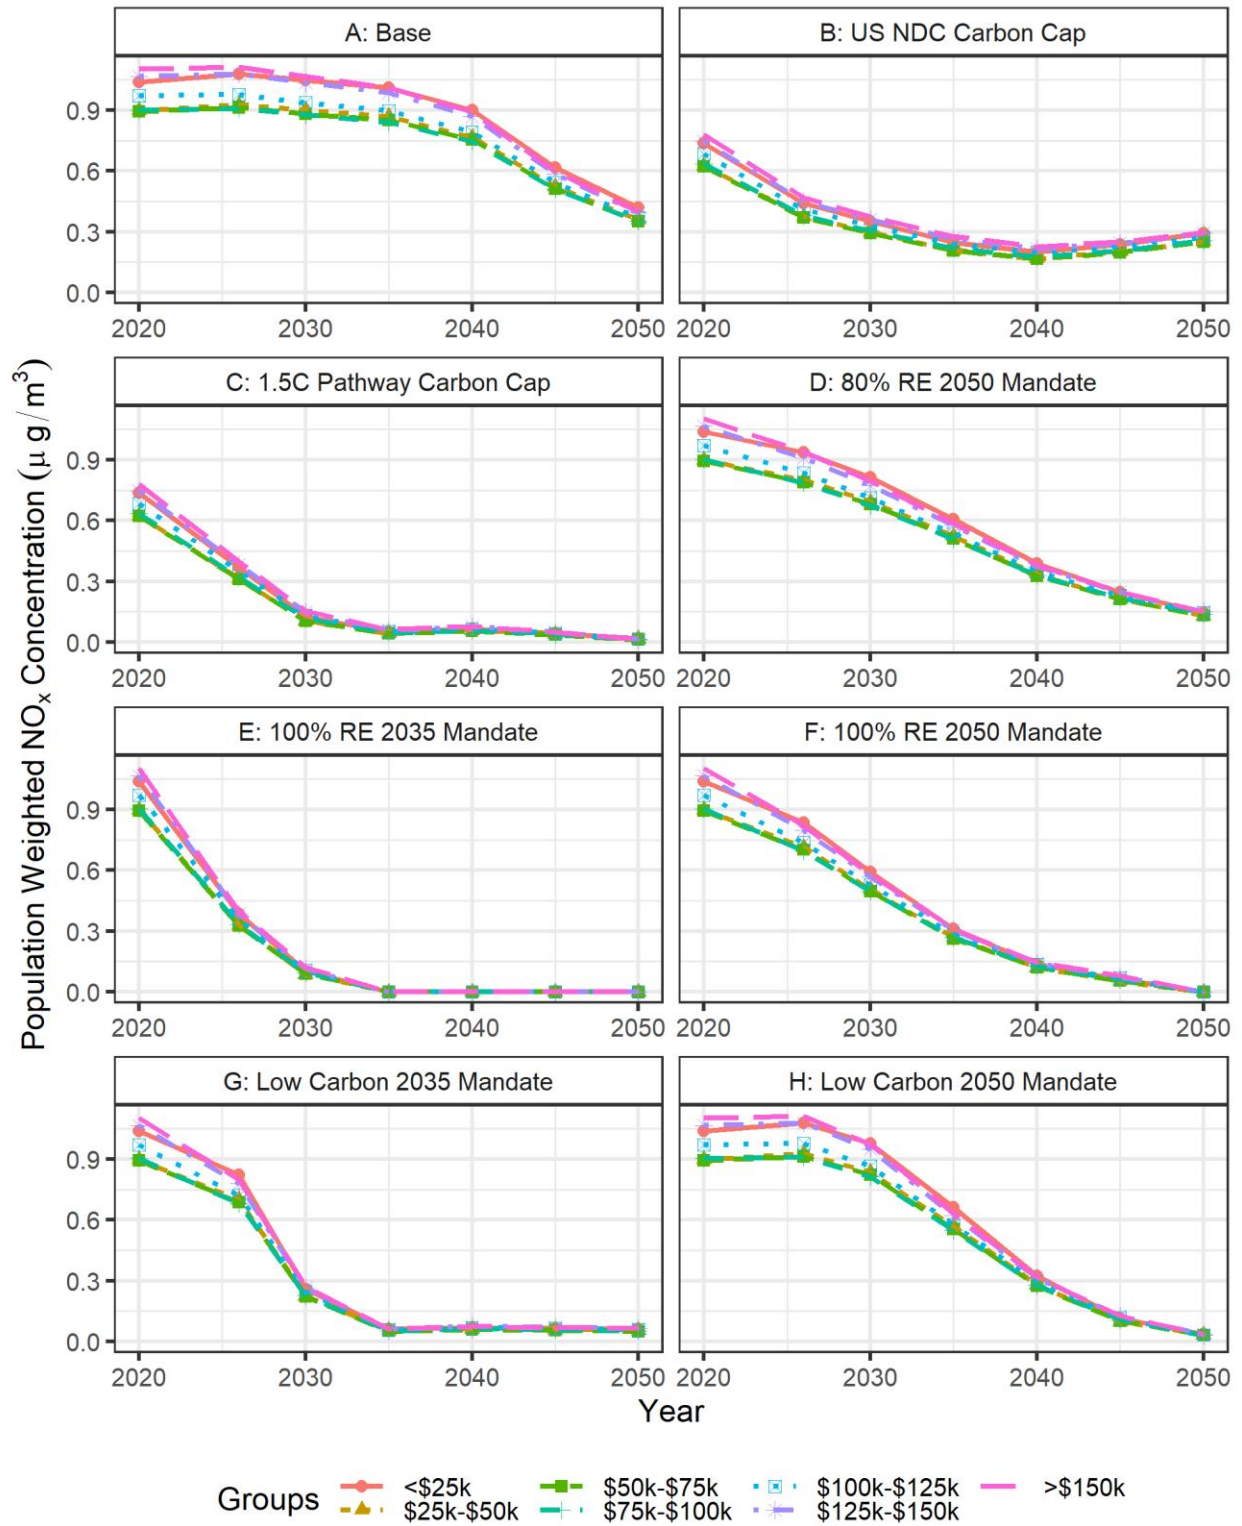 A: Base
B: US NDC Carbon Cap
0.9
0.6
0.3
0.0
2020 2030 2040 2050
2020 2030 2040 2050
C: 1.5C Pathway Carbon Cap
D: 80% RE 2050 Mandate
0.9
0.6
0.3
0.0
2020 2030 2040 2050
2020 2030 2040 2050
E: 100% RE 2035 Mandate
F: 100% RE 2050 Mandate
0.9
0.6
0.3
0.0
2020 2030 2040 2050
2020 2030 2040 2050
G: Low Carbon 2035 Mandate
H: Low Carbon 2050 Mandate
0.9
0.6
0.3
0.0
2020 2030 2040 2050
2020 2030 2040 2050
Population Weighted NOx Concentration (μ g/m³)
Year
Groups
<$25k
$25k-$50k
$50k-$75k
$75k-$100k
$100k-$125k
$125k-$150k
>$150k